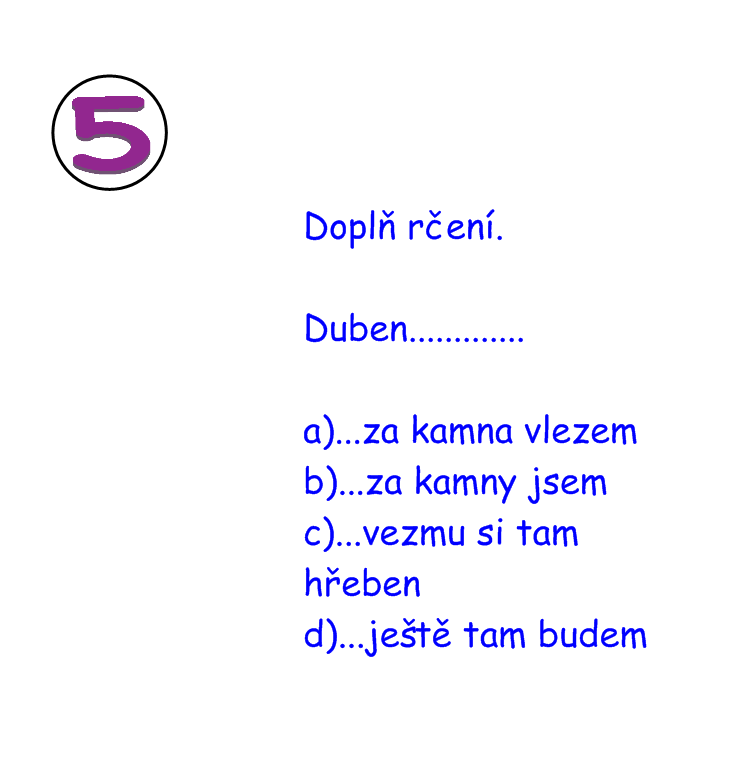 5
Doplň rčení.
Duben.............
a)...za kamna vlezem
b)...za kamny jsem
c)...vezmu si tam
hřeben
d)...ještě tam budem